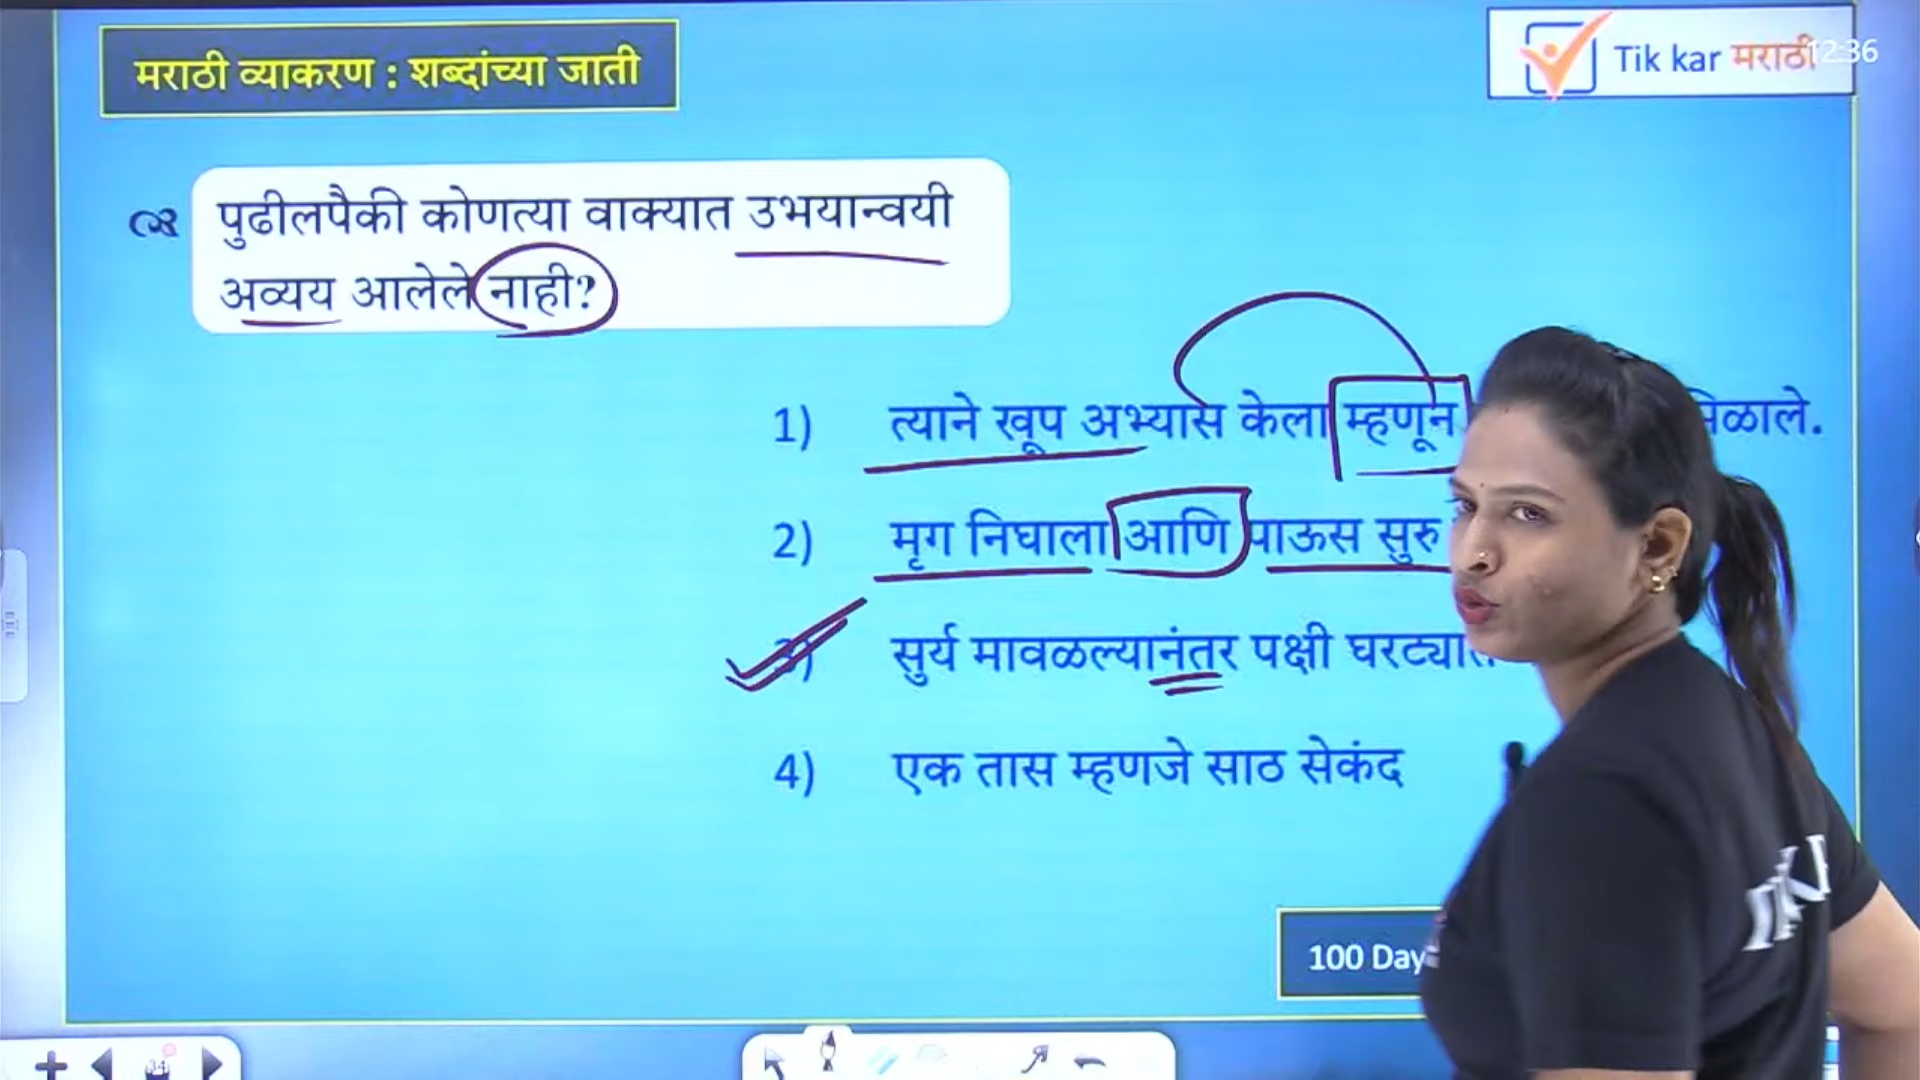 मराठी व्याकरण : शब्दांच्या जाती
Tik kar मराठी
12:36
पुढीलपैकी कोणत्या वाक्यात उभयान्वयी
अव्यय आलेले नाही?
1) त्याने खूप अभ्यास केला म्हणून
2) मृग निघाला आणि पाऊस सुरु
3) सुर्य मावळल्यानंतर पक्षी
4) एक तास म्हणजे साठ सेकंद
100 Day